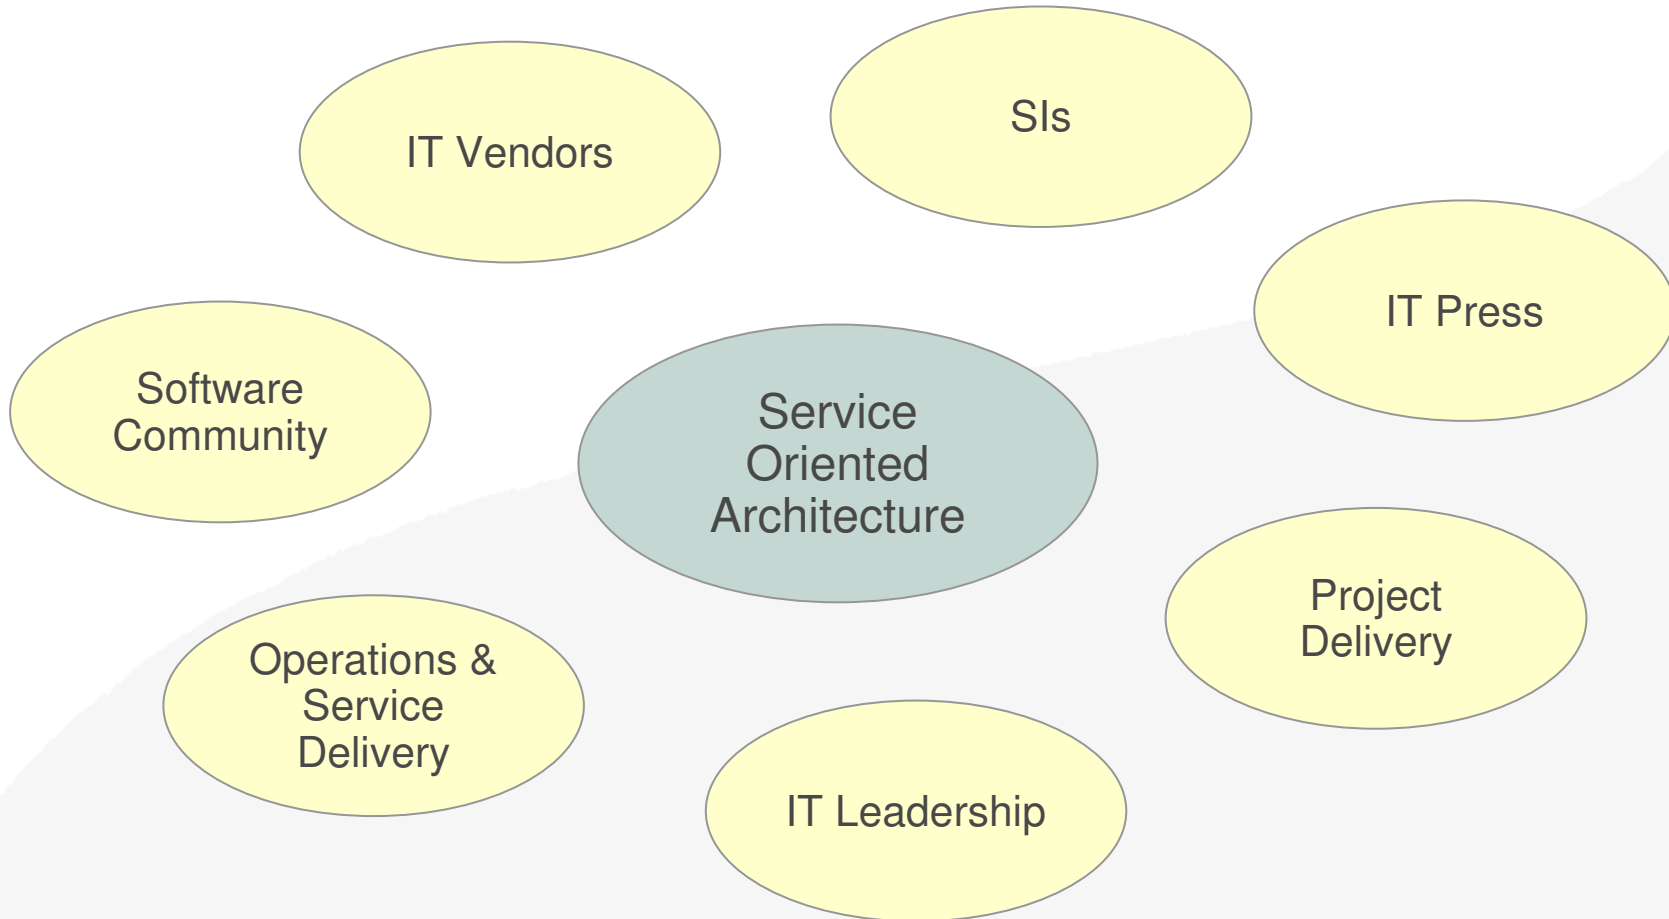 SIs
IT Vendors
IT Press
Software
Community
Service
Oriented
Architecture
Project
Delivery
Operations &
Service
Delivery
IT Leadership